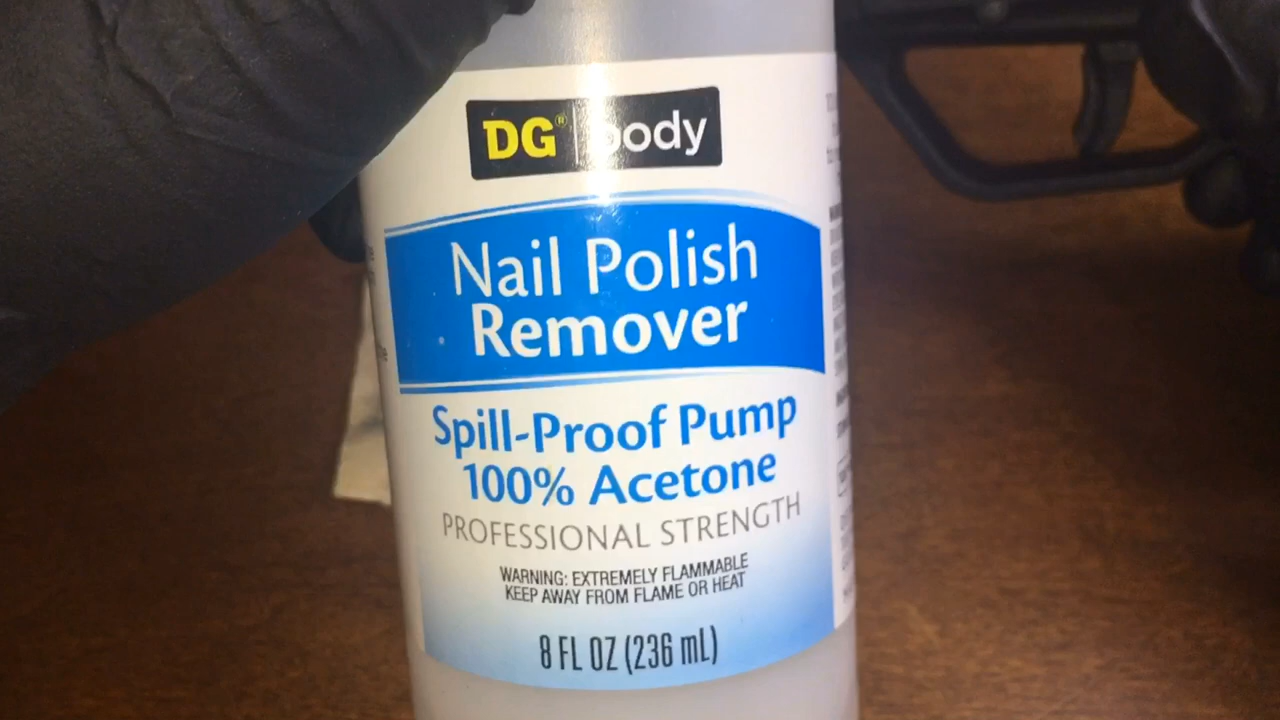 DG® body
Nail Polish
Remover
Spill-Proof Pump
100% Acetone
PROFESSIONAL STRENGTH
WARNING: EXTREMELY FLAMMABLE
KEEP AWAY FROM FLAME OR HEAT
8 FL OZ (236 mL)